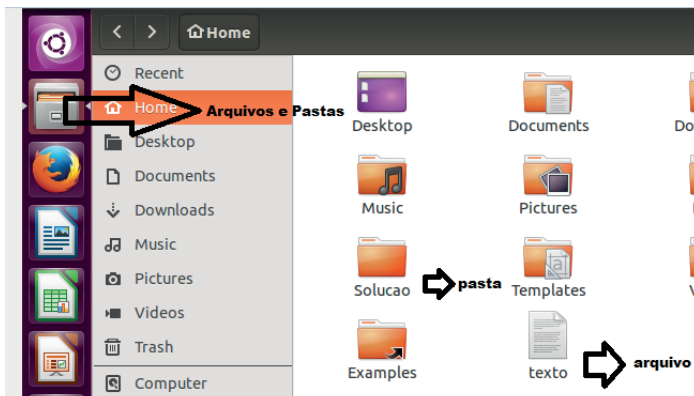 Home
Recent
Home
Arquivos e Pastas
Desktop
Documents
Downloads
Music
Pictures
Videos
Trash
Computer
Desktop
Documents
Do
Music
Pictures
Solucao
pasta
Templates
V
Examples
texto
arquivo